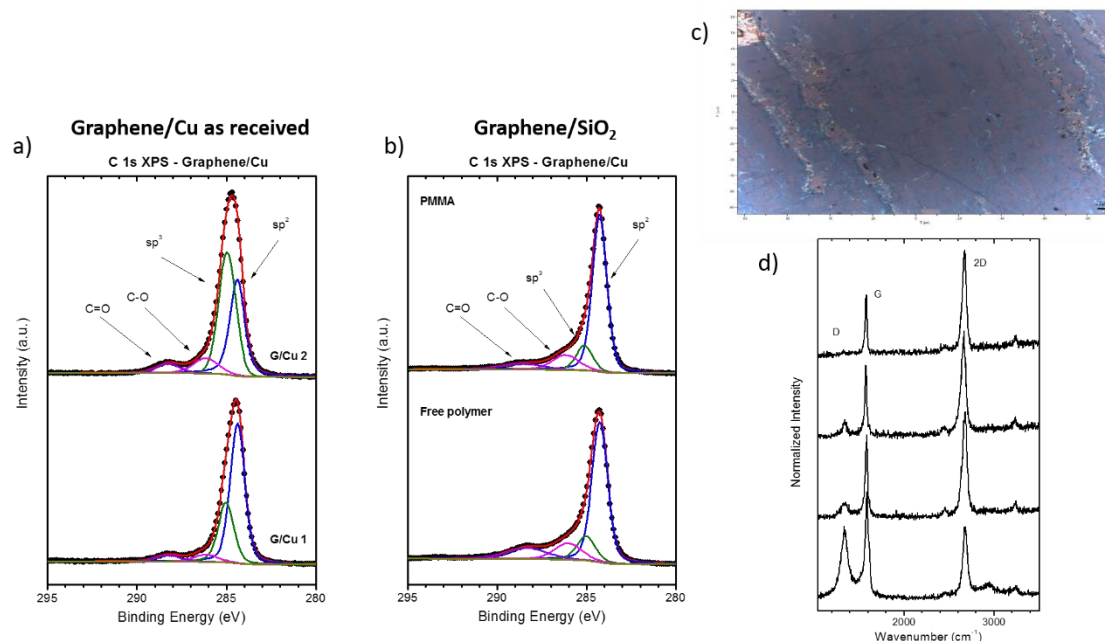 c)
Graphene/Cu as received
Graphene/SiO₂
a)
b)
C 1s XPS - Graphene/Cu
C 1s XPS - Graphene/Cu
PMMA
sp²
sp³
C-O
C=O
G/Cu 2
G/Cu 1
sp²
sp³
C-O
C=O
Free polymer
Intensity (a.u.)
Intensity (a.u.)
295 290 285 280
295 290 285 280
Binding Energy (eV)
Binding Energy (eV)
d)
2D
G
D
Normalized Intensity
2000 3000
Wavenumber (cm⁻¹)